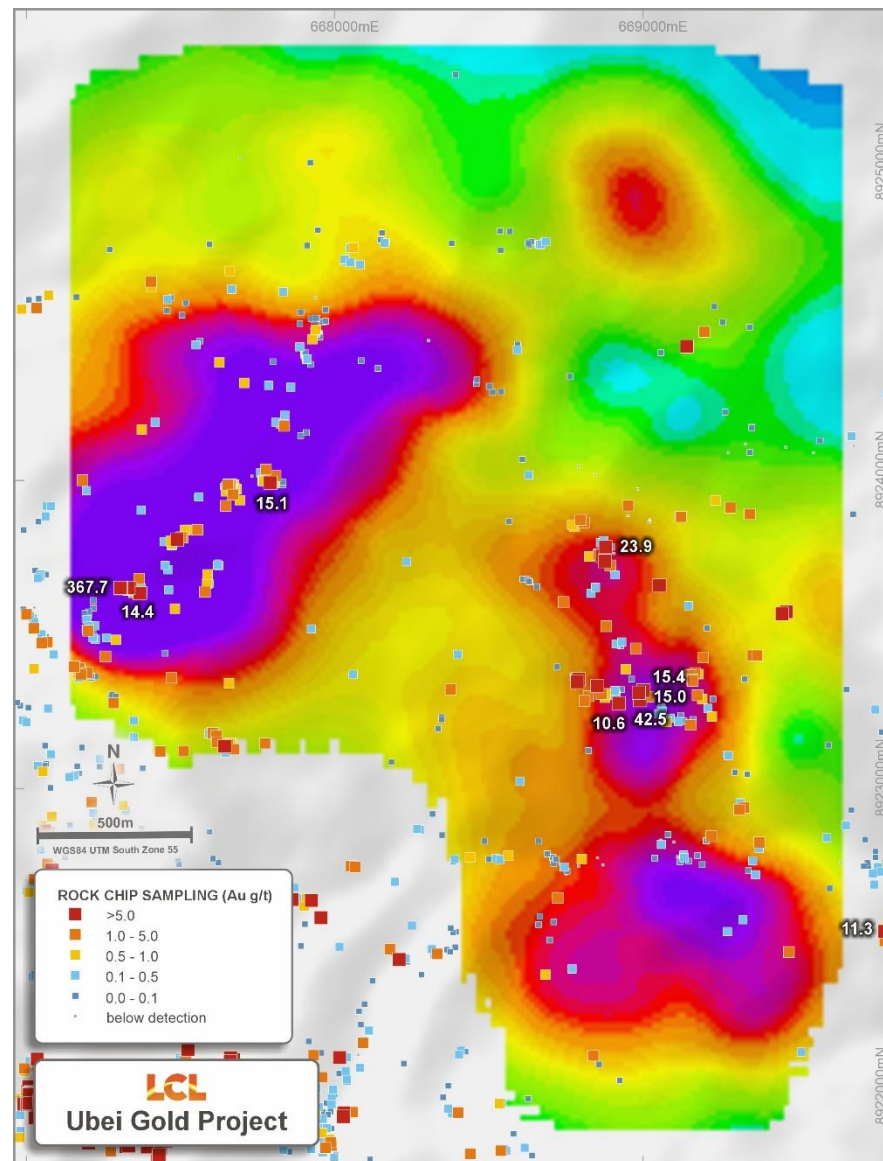 668000mE
669000mE
8925000mN
8924000mN
15.1
23.9
367.7
14.4
15.4
15.0
10.6
42.5
8923000mN
N
500m
WGS84 UTM South Zone 55
ROCK CHIP SAMPLING (Au g/t)
>5.0
1.0 - 5.0
0.5 - 1.0
0.1 - 0.5
0.0 - 0.1
below detection
11.3
8922000mN
LCL
Ubei Gold Project